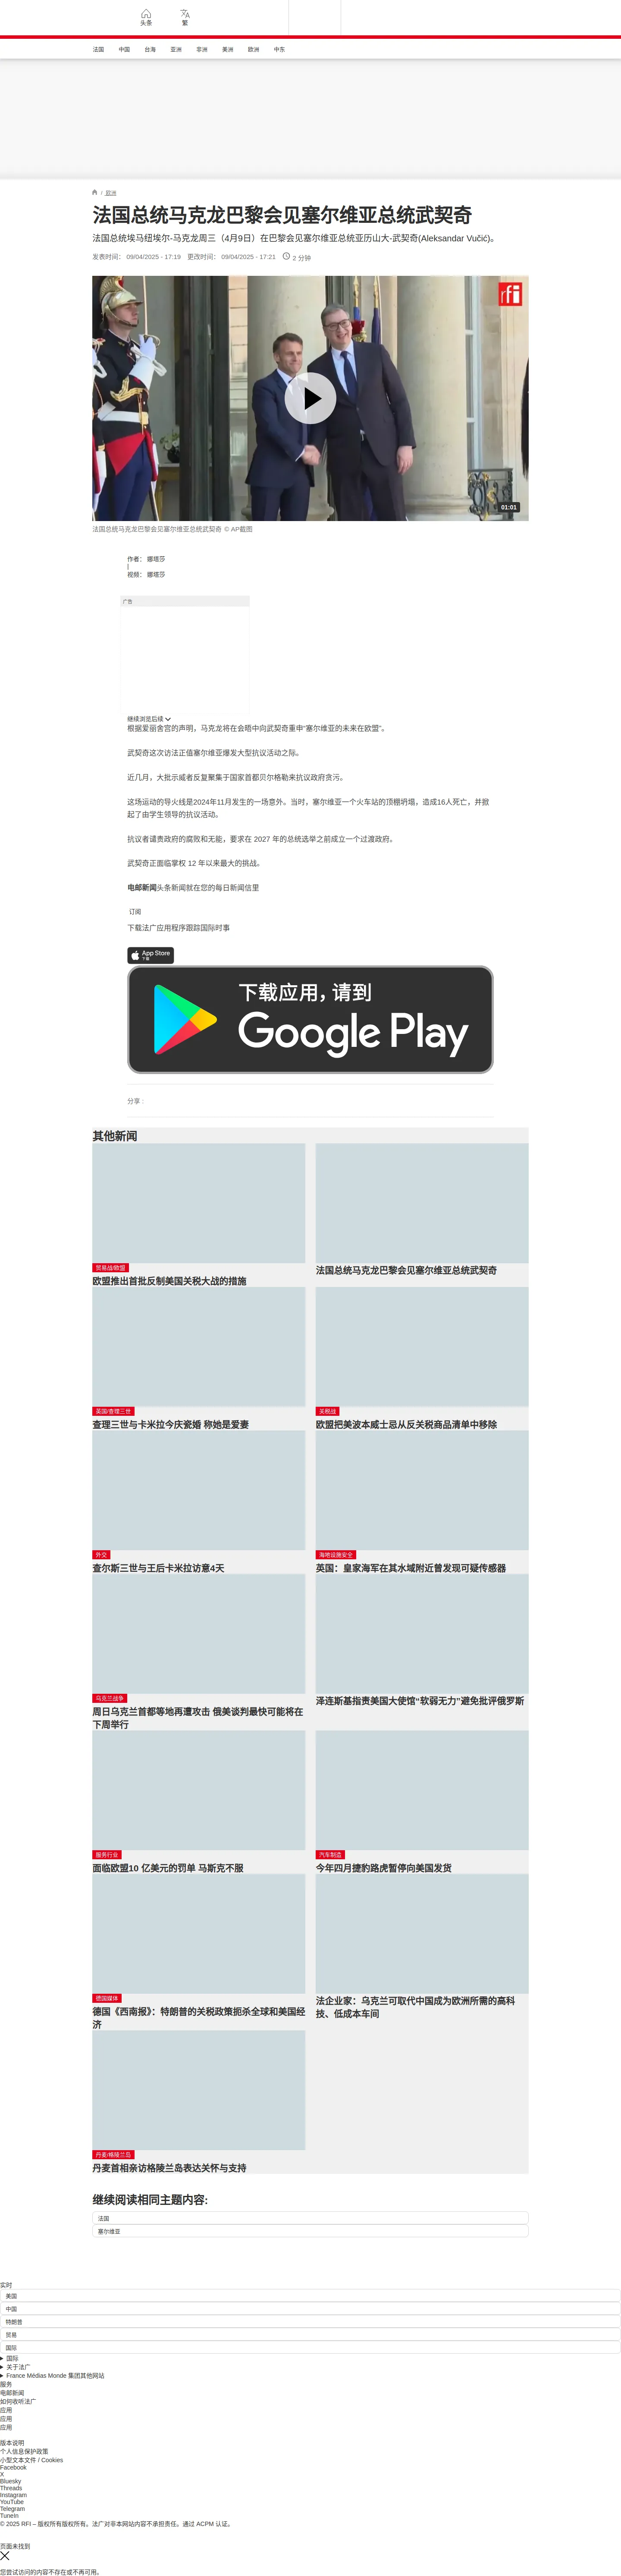 头条
繁
法国 中国 台海 亚洲 非洲 美洲 欧洲 中东
/ 欧洲
法国总统马克龙巴黎会见塞尔维亚总统武契奇
法国总统埃马纽埃尔-马克龙周三（4月9日）在巴黎会见塞尔维亚总统亚历山大-武契奇(Aleksandar Vučić)。
发表时间： 09/04/2025 - 17:19 更改时间： 09/04/2025 - 17:21 2 分钟
rfi
01:01
法国总统马克龙巴黎会见塞尔维亚总统武契奇 © AP截图
作者： 娜塔莎
|
视频： 娜塔莎
广告
继续浏览后续
根据爱丽舍宫的声明，马克龙将在会晤中向武契奇重申“塞尔维亚的未来在欧盟”。
武契奇这次访法正值塞尔维亚爆发大型抗议活动之际。
近几月，大批示威者反复聚集于国家首都贝尔格勒来抗议政府贪污。
这场运动的导火线是2024年11月发生的一场意外。当时，塞尔维亚一个火车站的顶棚坍塌，造成16人死亡，并掀
起了由学生领导的抗议活动。
抗议者谴责政府的腐败和无能，要求在 2027 年的总统选举之前成立一个过渡政府。
武契奇正面临掌权 12 年以来最大的挑战。
电邮新闻头条新闻就在您的每日新闻信里
订阅
下载法广应用程序跟踪国际时事
App Store
下载
下载应用，请到
Google Play
分享 :
其他新闻
贸易战/欧盟
欧盟推出首批反制美国关税大战的措施
法国总统马克龙巴黎会见塞尔维亚总统武契奇
英国/查理三世
查理三世与卡米拉今庆瓷婚 称她是爱妻
关税战
欧盟把美波本威士忌从反关税商品清单中移除
外交
查尔斯三世与王后卡米拉访意4天
海地设施安全
英国：皇家海军在其水域附近曾发现可疑传感器
乌克兰战争
周日乌克兰首都等地再遭攻击 俄美谈判最快可能将在
下周举行
泽连斯基指责美国大使馆“软弱无力”避免批评俄罗斯
服务行业
面临欧盟10 亿美元的罚单 马斯克不服
汽车制造
今年四月捷豹路虎暂停向美国发货
德国媒体
德国《西南报》：特朗普的关税政策扼杀全球和美国经
济
法企业家：乌克兰可取代中国成为欧洲所需的高科
技、低成本车间
丹麦/格陵兰岛
丹麦首相亲访格陵兰岛表达关怀与支持
继续阅读相同主题内容:
法国
塞尔维亚
实时
美国
中国
特朗普
贸易
国际
国际
关于法广
France Médias Monde 集团其他网站
服务
电邮新闻
如何收听法广
应用
应用
应用
版本说明
个人信息保护政策
小型文本文件 / Cookies
Facebook
X
Bluesky
Threads
Instagram
YouTube
Telegram
TuneIn
© 2025 RFI – 版权所有版权所有。法广对非本网站内容不承担责任。通过 ACPM 认证。
页面未找到
您尝试访问的内容不存在或不再可用。